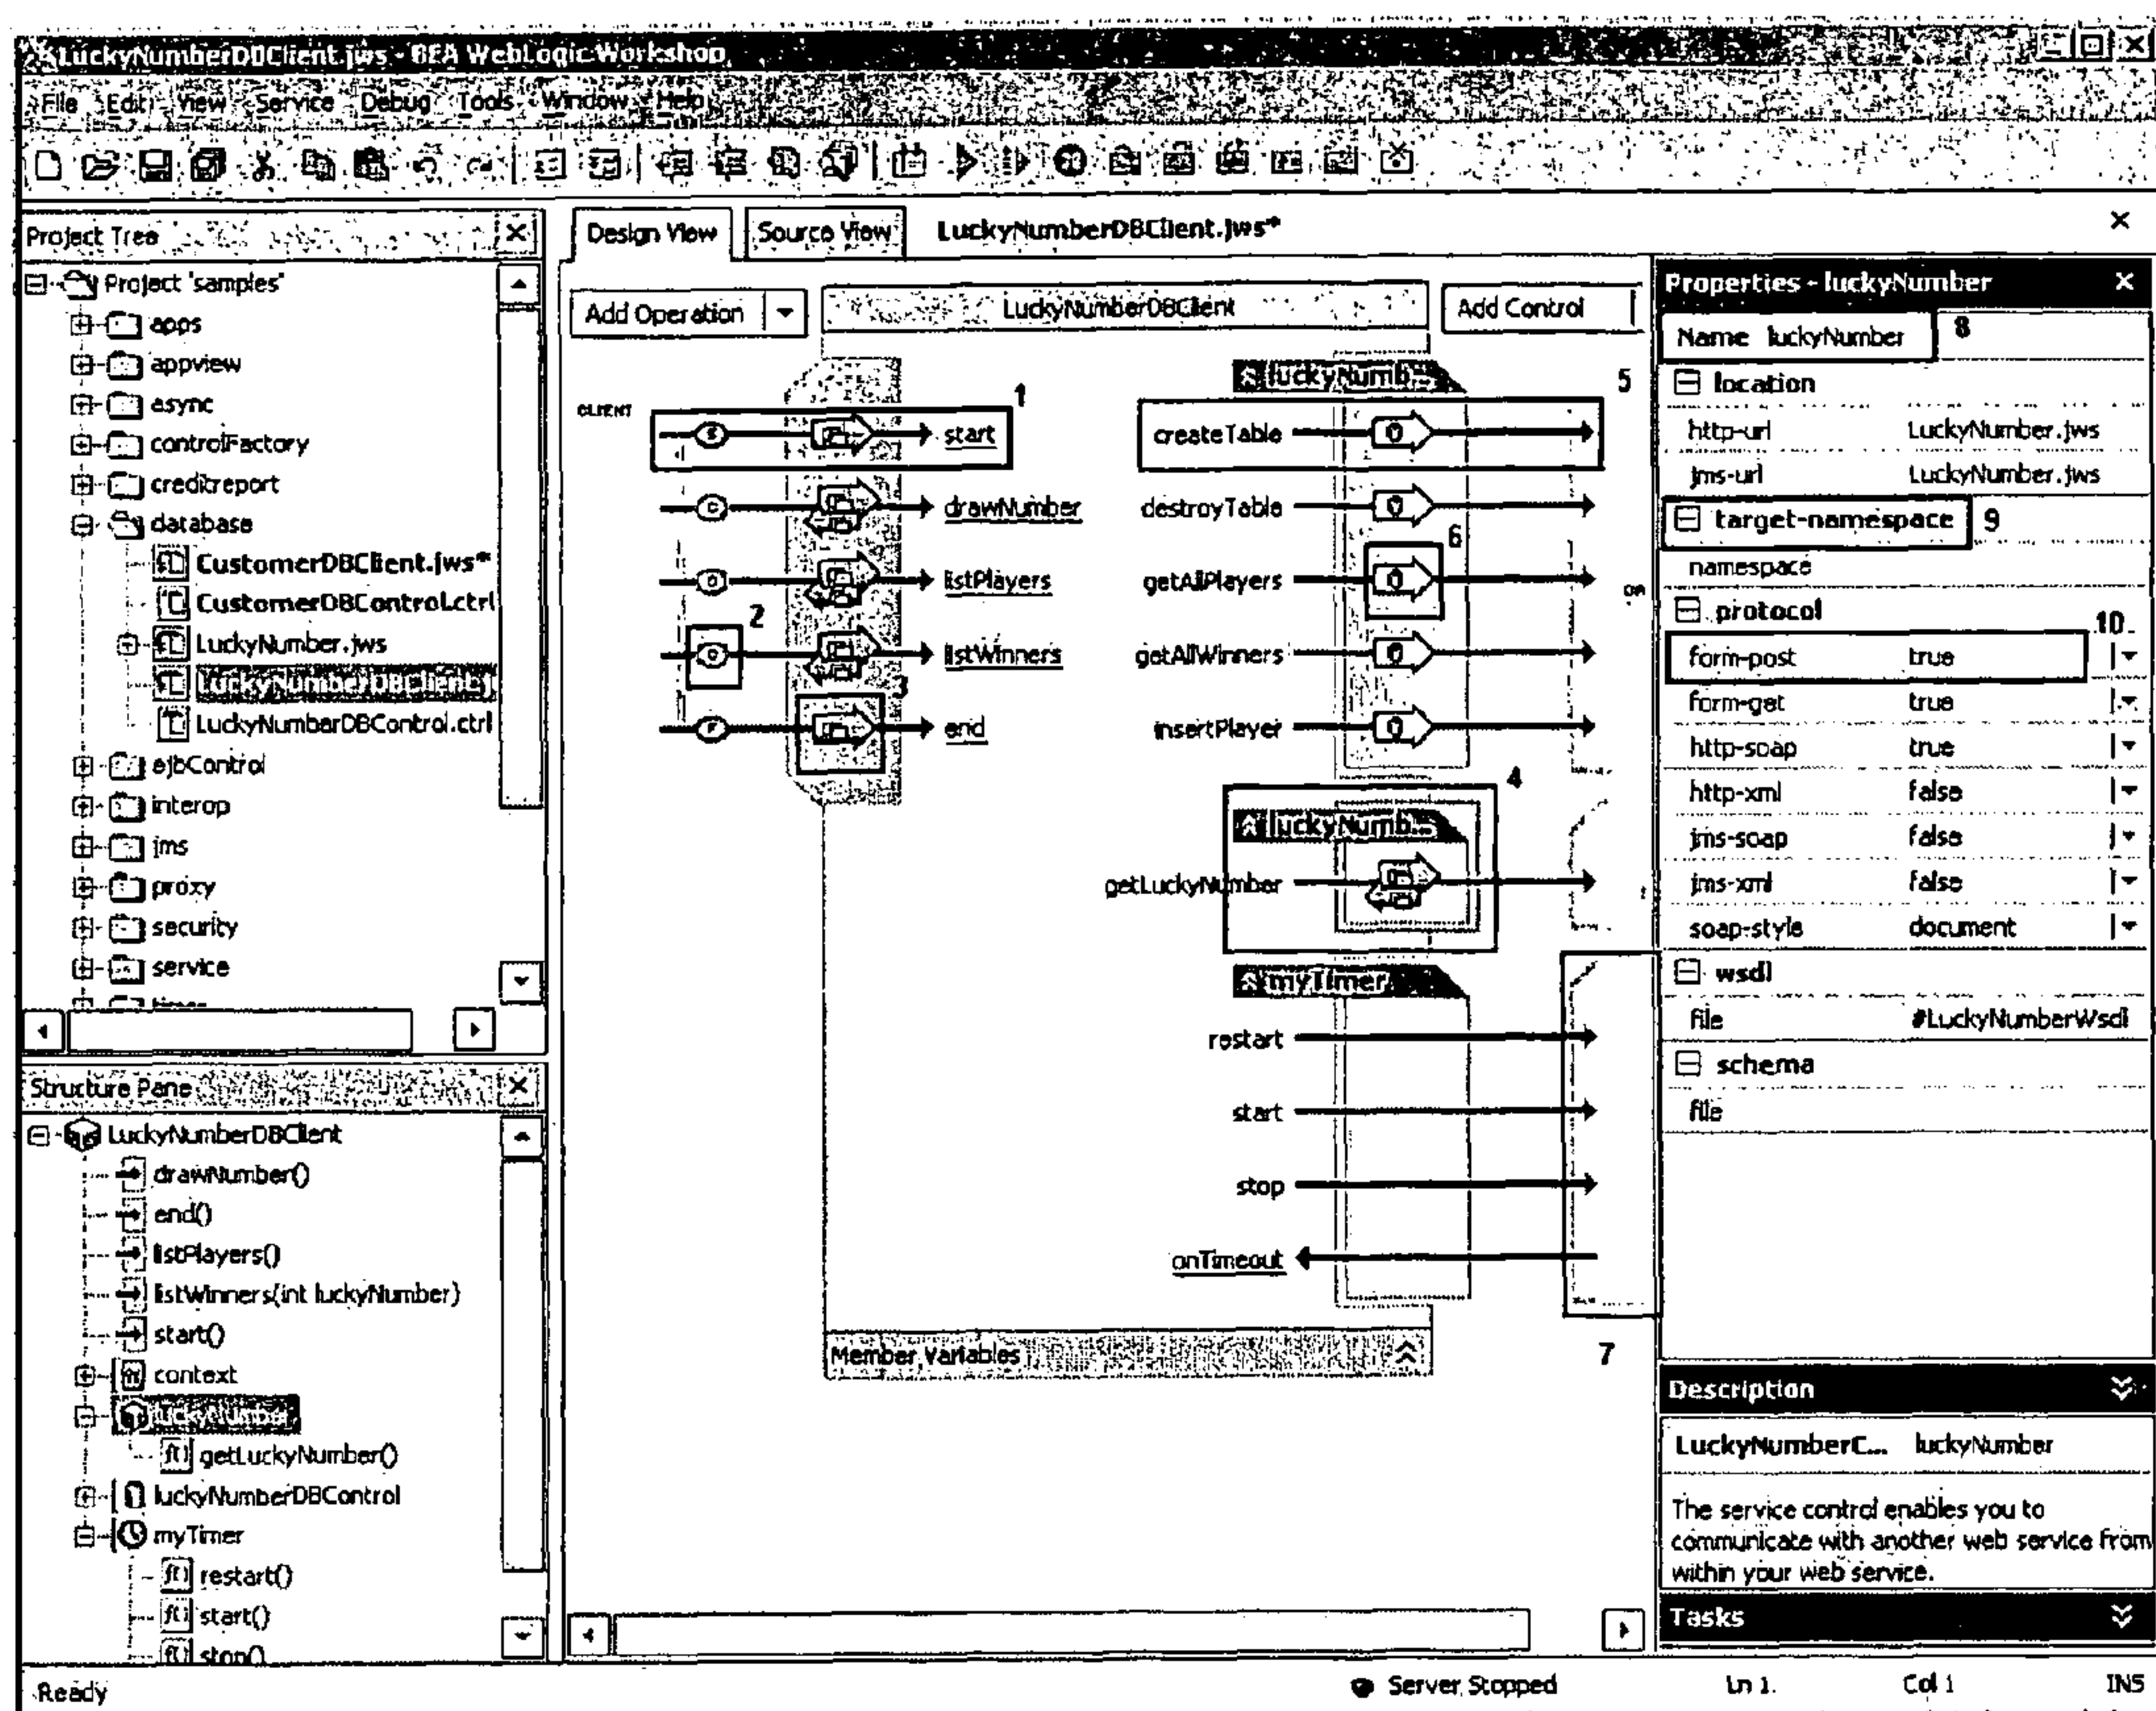 LuckyNumberDBClient.jws - BEA WebLogic Workshop
File Edit View Service Debug Tools Window Help
Project Tree
Project 'samples'
apps
appview
async
controlFactory
creditreport
database
CustomerDBClient.jws*
CustomerDBControl.ctrl
LuckyNumber.jws
LuckyNumberDBClient.j
LuckyNumberDBControl.ctrl
ejbControl
interop
jms
proxy
security
service
timer
Structure Pane
LuckyNumberDBClient
drawNumber()
end()
listPlayers()
listWinners(int luckyNumber)
start()
context
luckyNumber
getLuckyNumber()
luckyNumberDBControl
myTimer
restart()
start()
stop()
Design View Source View LuckyNumberDBClient.jws*
Add Operation LuckyNumberDBClient Add Control
CLIENT
1
start
drawNumber
listPlayers
2
listWinners
3
end
luckyNumb...
5
createTable
destroyTable
6
getAllPlayers
getAllWinners
insertPlayer
4
luckyNumb...
getLuckyNumber
myTimer
restart
start
stop
onTimeout
7
Member Variables
Properties - luckyNumber
Name luckyNumber 8
location
http-url LuckyNumber.jws
jms-url LuckyNumber.jws
target-namespace 9
namespace
protocol
10
form-post true
form-get true
http-soap true
http-xml false
jms-soap false
jms-xml false
soap-style document
wsdl
file #LuckyNumberWsdl
schema
file
Description
LuckyNumberC... luckyNumber
The service control enables you to
communicate with another web service from
within your web service.
Tasks
Ready Server Stopped Ln 1 Col 1 INS